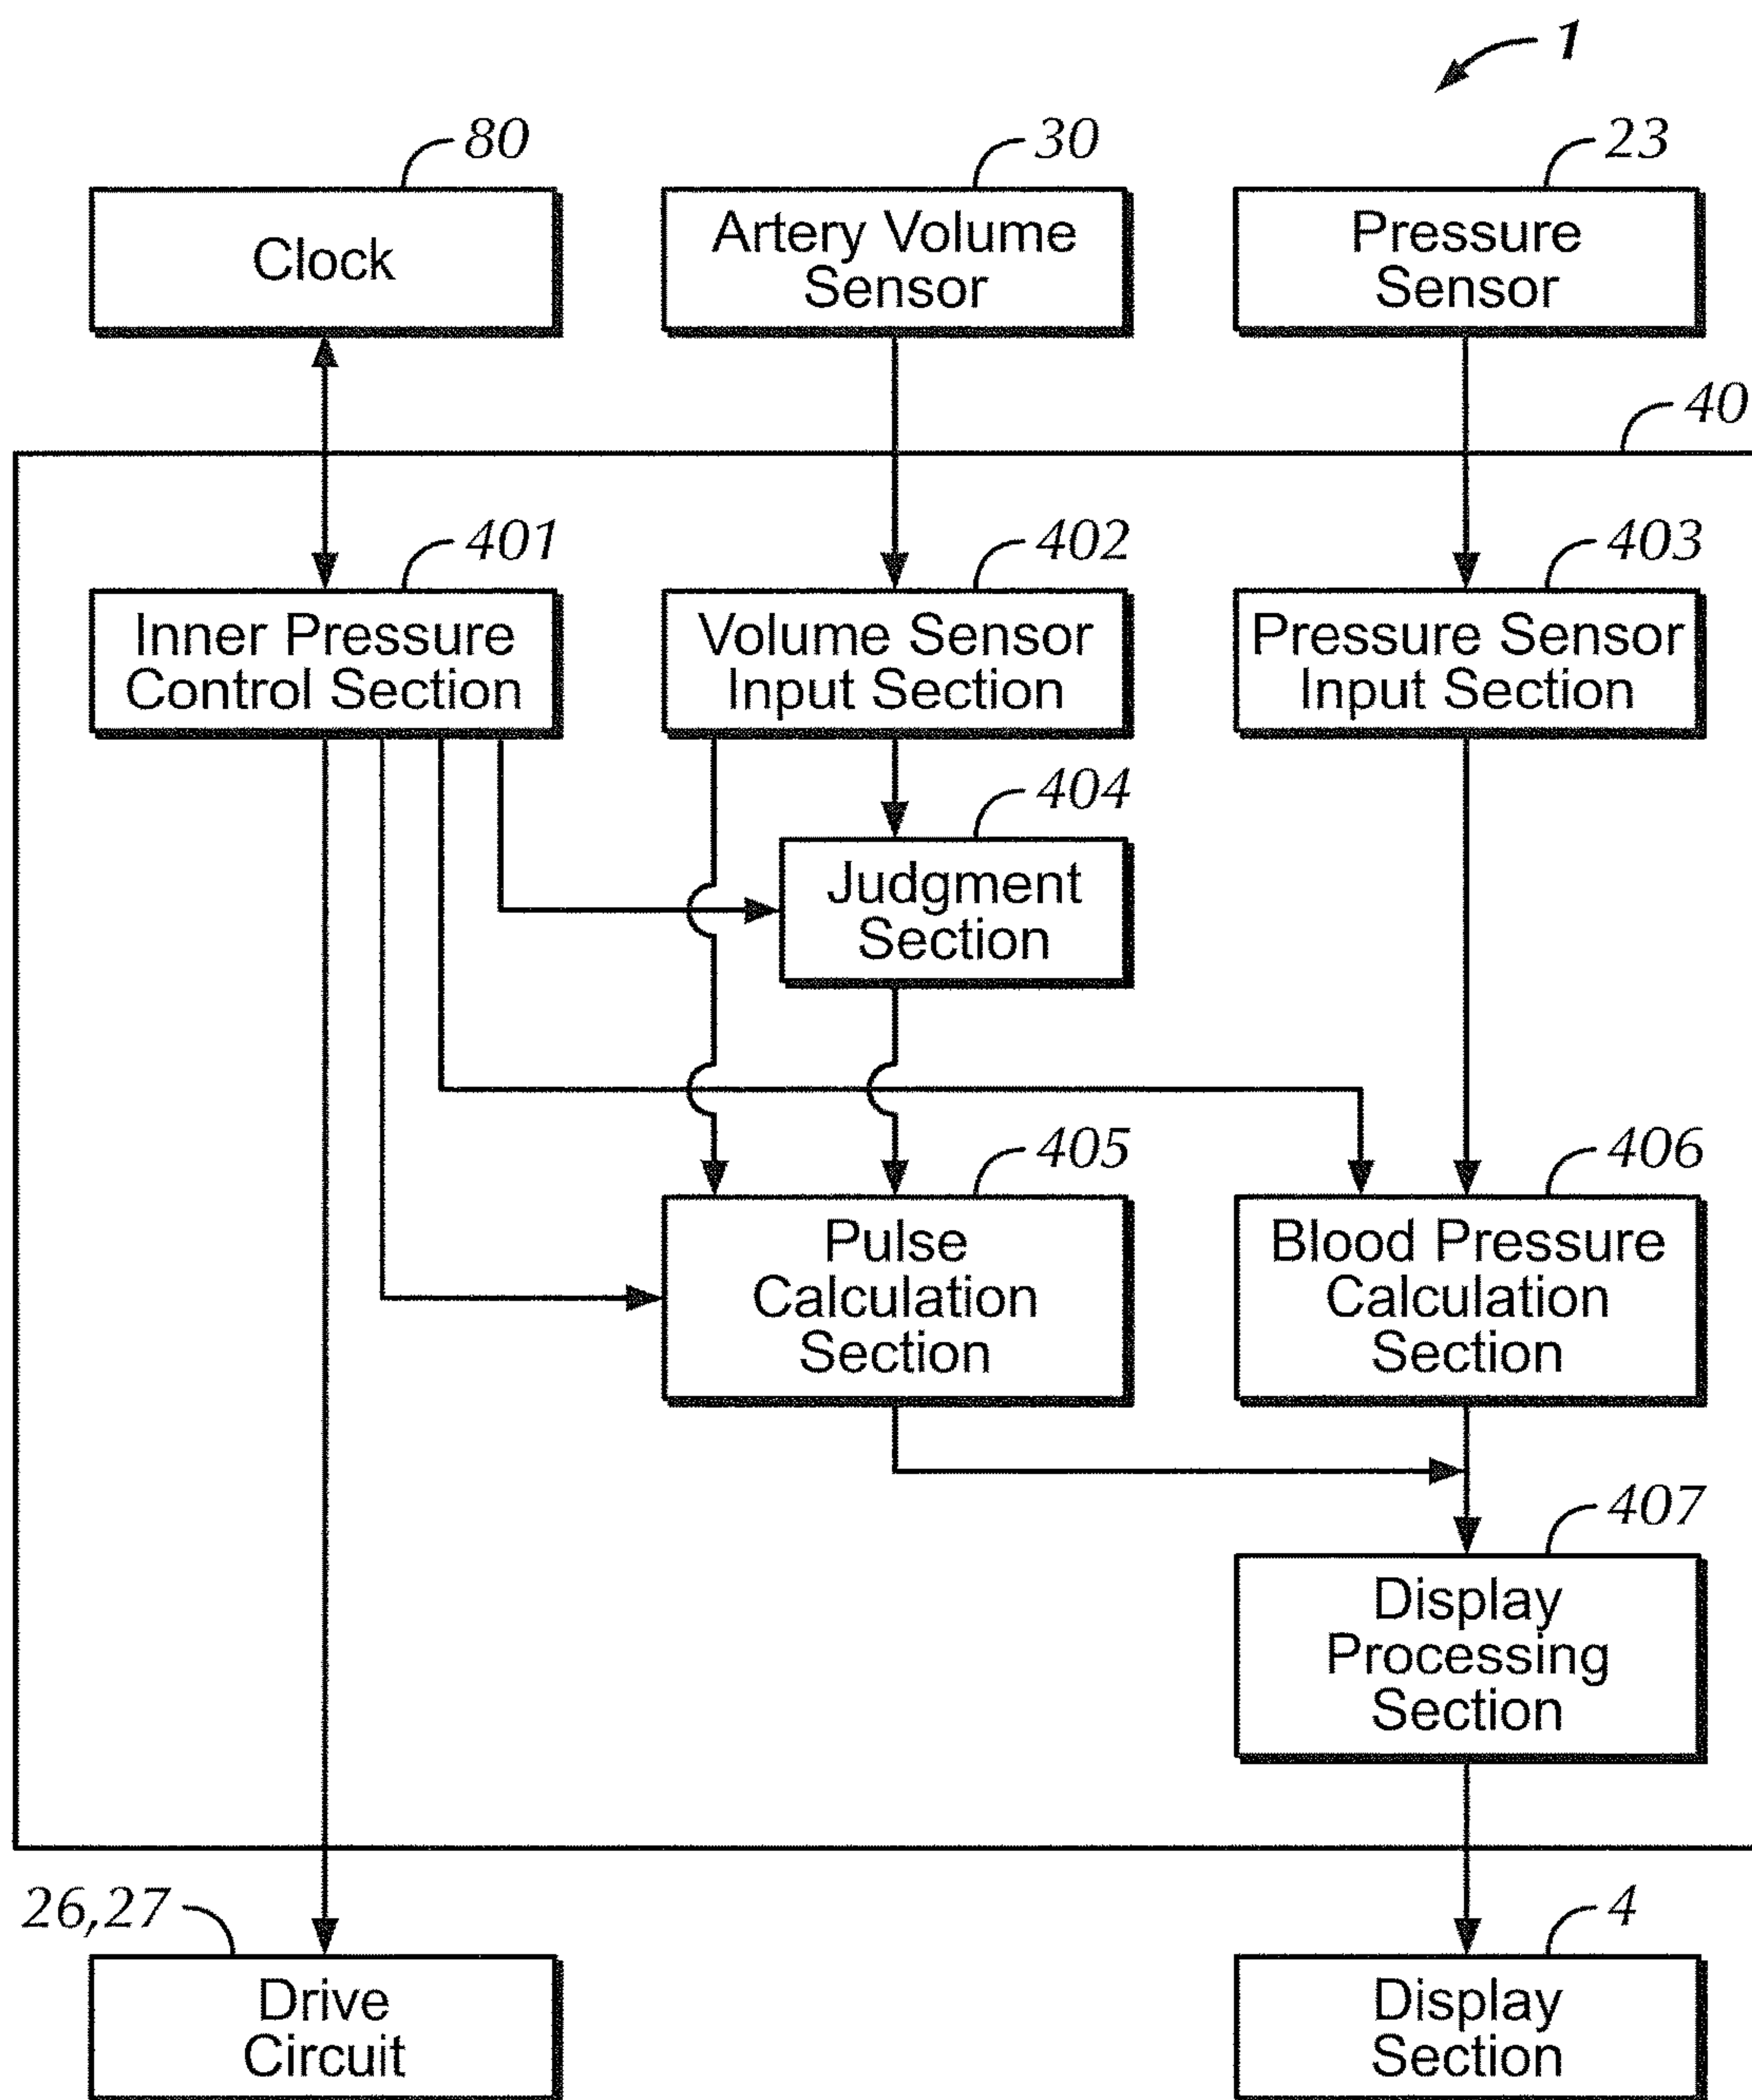 1
80
30
23
Clock
Artery Volume
Sensor
Pressure
Sensor
40
401
402
403
Inner Pressure
Control Section
Volume Sensor
Input Section
Pressure Sensor
Input Section
404
Judgment
Section
405
406
Pulse
Calculation
Section
Blood Pressure
Calculation
Section
407
Display
Processing
Section
26,27
4
Drive
Circuit
Display
Section